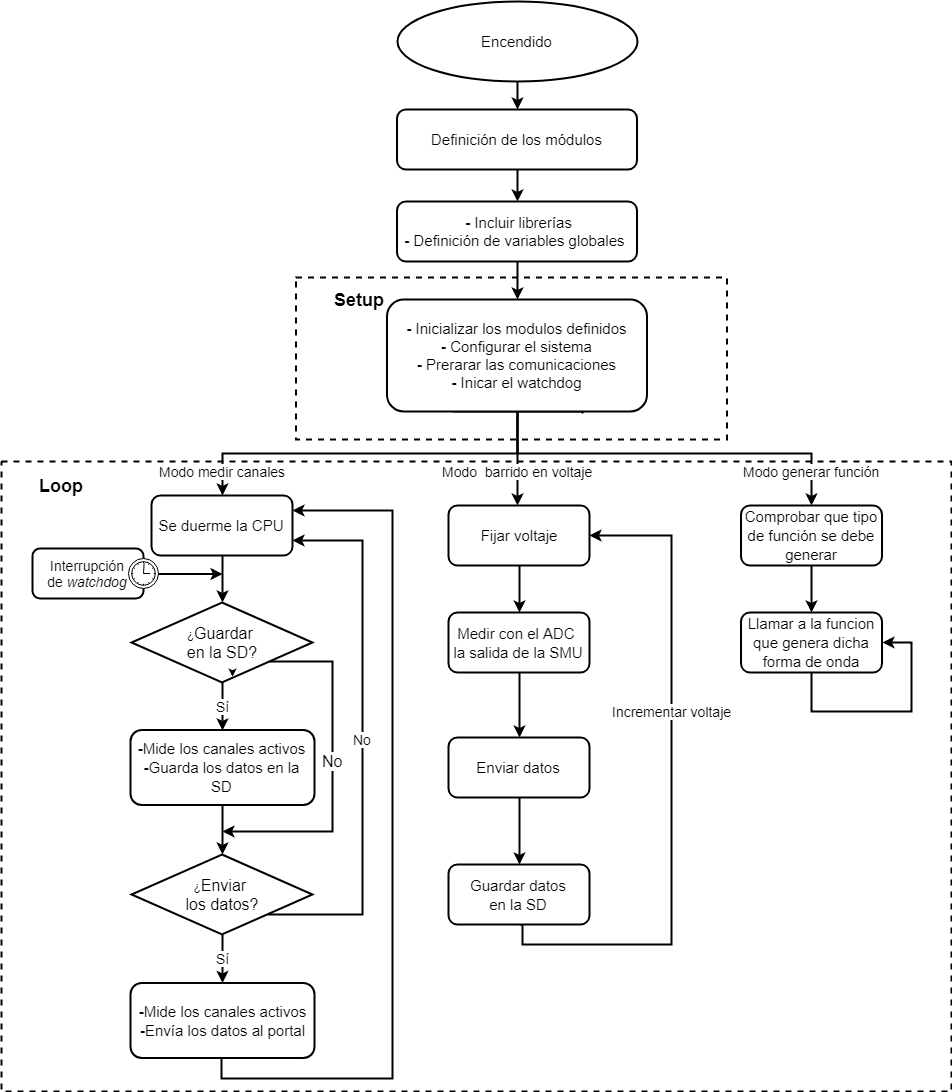 Encendido
Definición de los módulos
- Incluir librerías
- Definición de variables globales
Setup
- Inicializar los modulos definidos
- Configurar el sistema
- Prerarar las comunicaciones
- Inicar el watchdog
Loop
Modo medir canales
Se duerme la CPU
Interrupción
de watchdog
¿Guardar
en la SD?
Sí
No
-Mide los canales activos
-Guarda los datos en la
SD
No
¿Enviar
los datos?
Sí
-Mide los canales activos
-Envía los datos al portal
Modo barrido en voltaje
Fijar voltaje
Medir con el ADC
la salida de la SMU
Incrementar voltaje
Enviar datos
Guardar datos
en la SD
Modo generar función
Comprobar que tipo
de función se debe
generar
Llamar a la funcion
que genera dicha
forma de onda